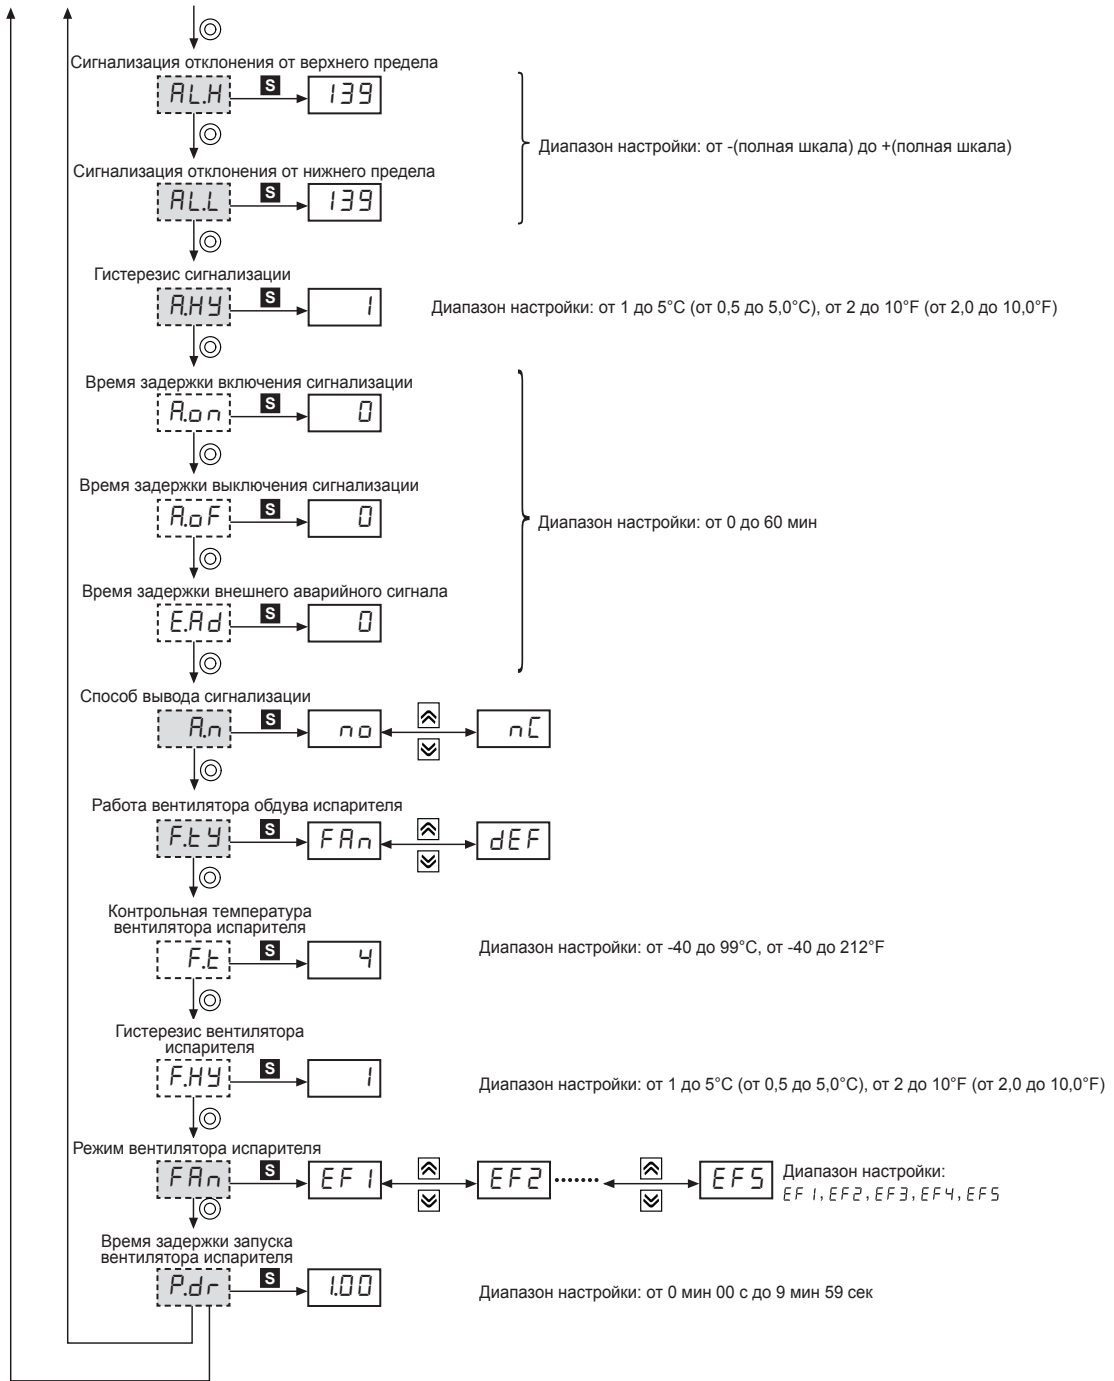 Сигнализация отклонения от верхнего предела
AL.H S 139
Диапазон настройки: от -(полная шкала) до +(полная шкала)
Сигнализация отклонения от нижнего предела
AL.L S 139
Гистерезис сигнализации
A.HY S 1
Диапазон настройки: от 1 до 5°C (от 0,5 до 5,0°C), от 2 до 10°F (от 2,0 до 10,0°F)
Время задержки включения сигнализации
A.on S 0
Время задержки выключения сигнализации
A.oF S 0
Диапазон настройки: от 0 до 60 мин
Время задержки внешнего аварийного сигнала
E.Ad S 0
Способ вывода сигнализации
A.n S no nC
Работа вентилятора обдува испарителя
F.tY S FAn dEF
Контрольная температура
вентилятора испарителя
F.t S 4
Диапазон настройки: от -40 до 99°C, от -40 до 212°F
Гистерезис вентилятора
испарителя
F.HY S 1
Диапазон настройки: от 1 до 5°C (от 0,5 до 5,0°C), от 2 до 10°F (от 2,0 до 10,0°F)
Режим вентилятора испарителя
FAn S EF1 EF2 ....... EF5
Диапазон настройки:
EF1, EF2, EF3, EF4, EF5
Время задержки запуска
вентилятора испарителя
P.dr S 1.00
Диапазон настройки: от 0 мин 00 с до 9 мин 59 сек